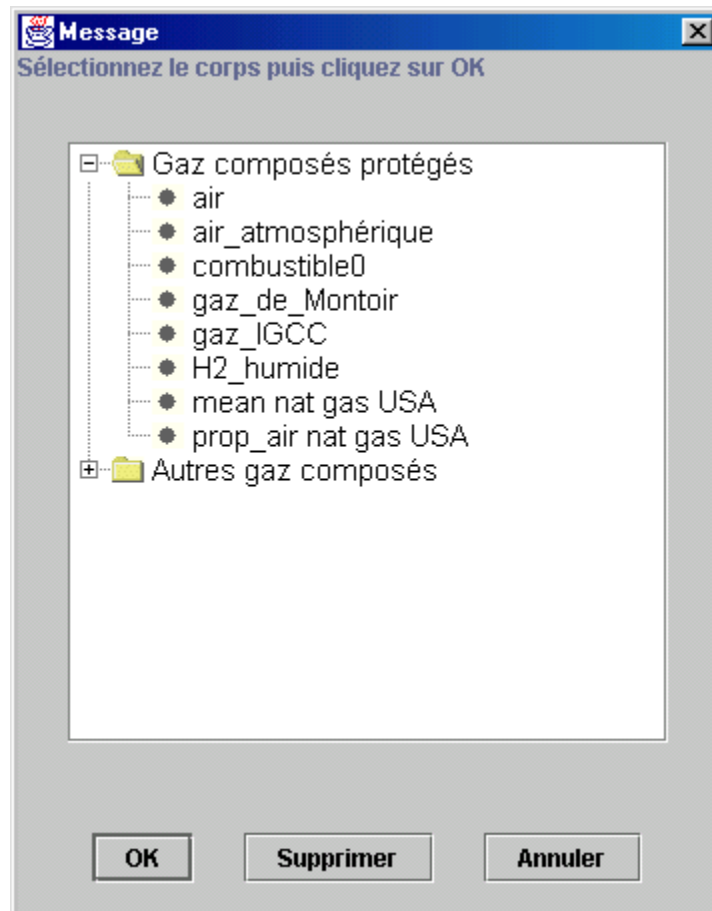 Message
Sélectionnez le corps puis cliquez sur OK
Gaz composés protégés
air
air_atmosphérique
combustible0
gaz_de_Montoir
gaz_IGCC
H2_humide
mean nat gas USA
prop_air nat gas USA
Autres gaz composés
OK Supprimer Annuler